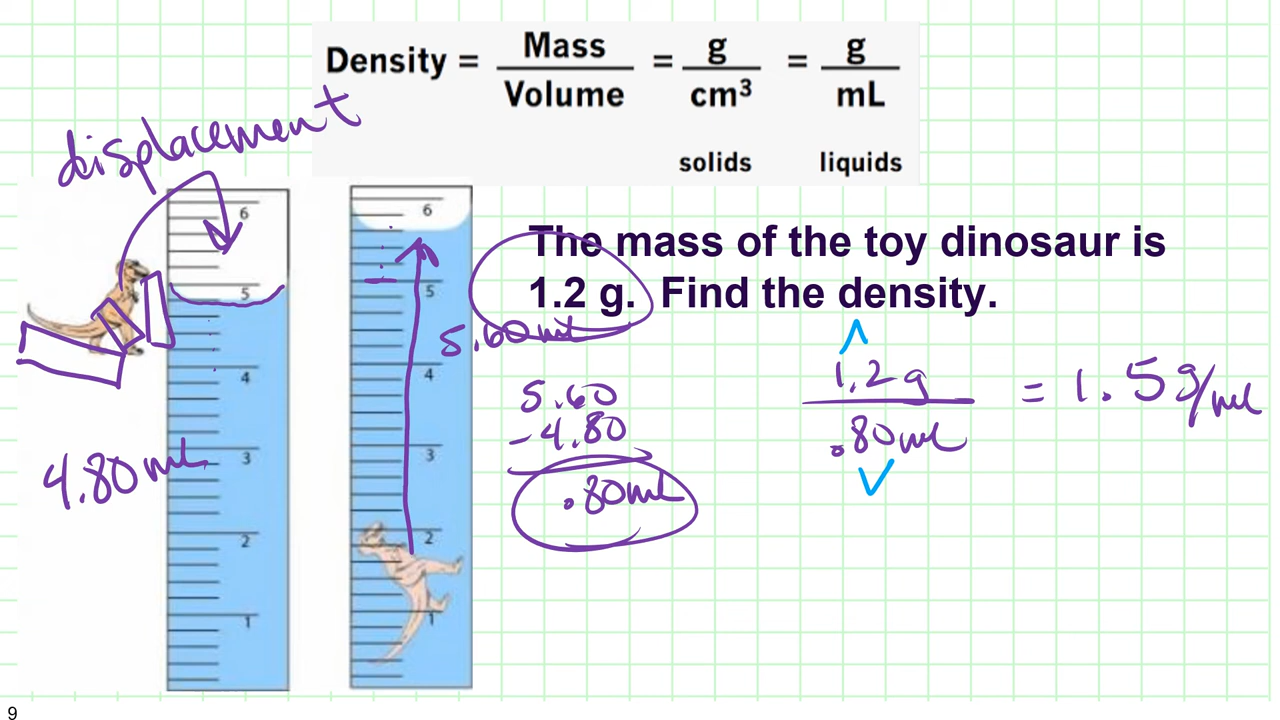 Density = Mass / Volume = g / cm³ = g / mL
solids liquids
displacement
The mass of the toy dinosaur is
1.2 g. Find the density.
6
5
4
3
2
1
4.80 ml
6
5
4
3
2
1
5.60 ml
5.60
-4.80
.80 ml
1.2 g / .80 ml = 1.5 g/ml
9